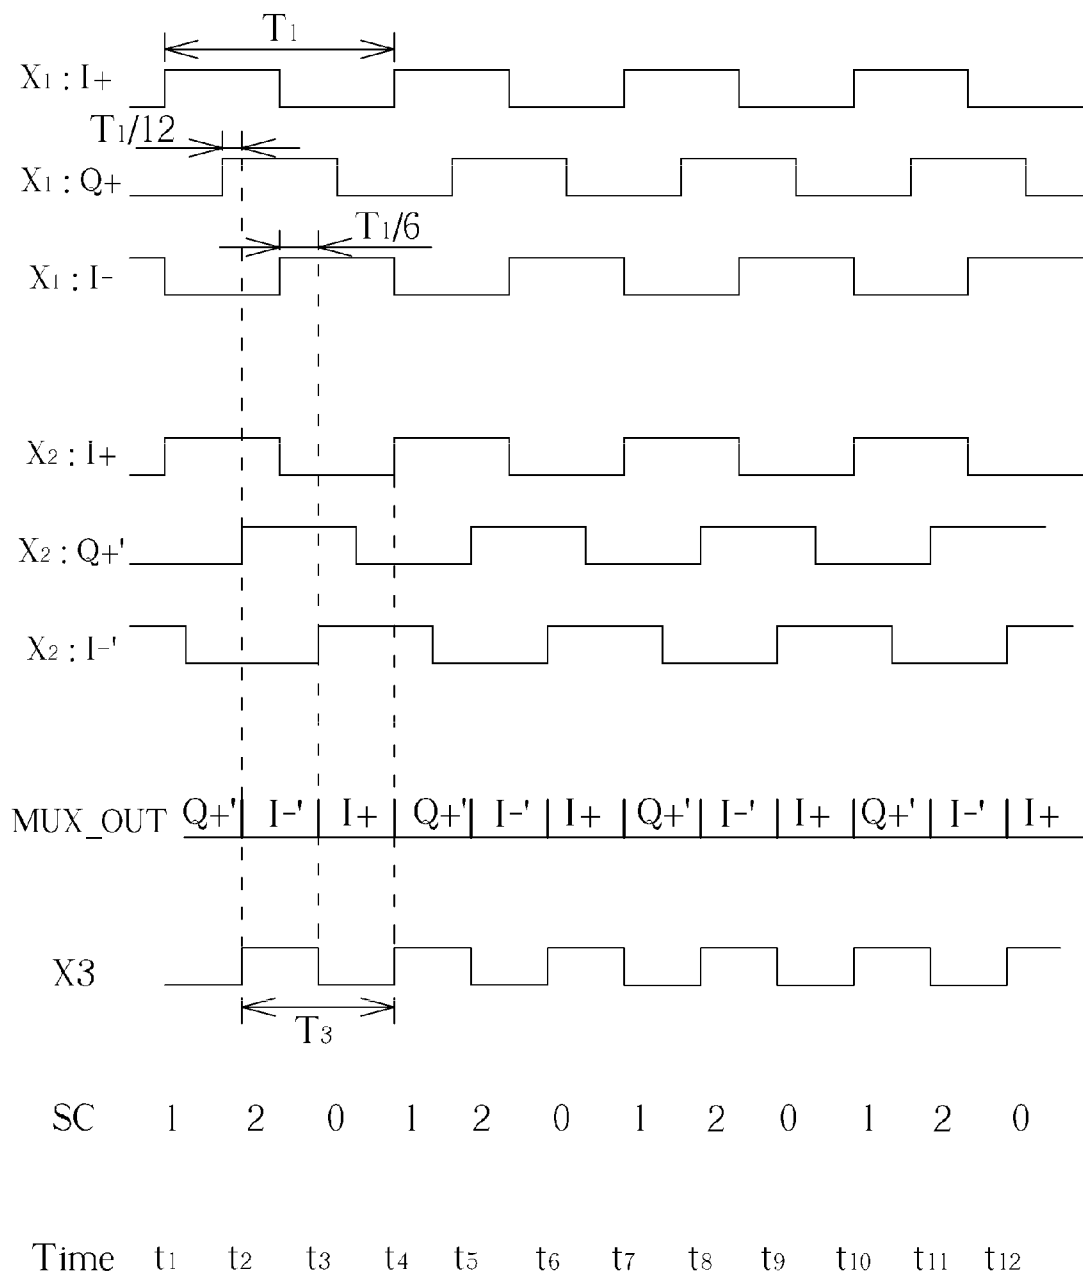 T1
X1 : I+
T1/12
X1 : Q+
T1/6
X1 : I-
X2 : I+
X2 : Q+'
X2 : I-'
MUX_OUT Q+' I-' I+ Q+' I-' I+ Q+' I-' I+ Q+' I-' I+
X3
T3
SC 1 2 0 1 2 0 1 2 0 1 2 0
Time t1 t2 t3 t4 t5 t6 t7 t8 t9 t10 t11 t12